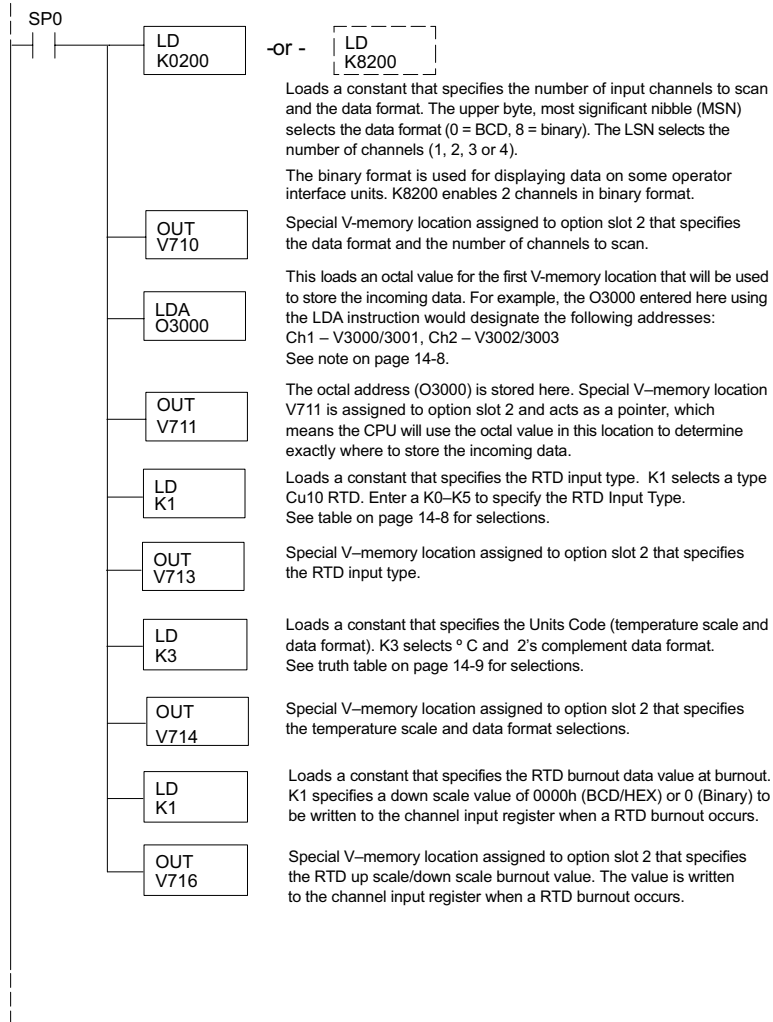 SP0
LD
K0200
-or -
LD
K8200
Loads a constant that specifies the number of input channels to scan
and the data format. The upper byte, most significant nibble (MSN)
selects the data format (0 = BCD, 8 = binary). The LSN selects the
number of channels (1, 2, 3 or 4).
The binary format is used for displaying data on some operator
interface units. K8200 enables 2 channels in binary format.
OUT
V710
Special V-memory location assigned to option slot 2 that specifies
the data format and the number of channels to scan.
LDA
O3000
This loads an octal value for the first V-memory location that will be used
to store the incoming data. For example, the O3000 entered here using
the LDA instruction would designate the following addresses:
Ch1 – V3000/3001, Ch2 – V3002/3003
See note on page 14-8.
OUT
V711
The octal address (O3000) is stored here. Special V–memory location
V711 is assigned to option slot 2 and acts as a pointer, which
means the CPU will use the octal value in this location to determine
exactly where to store the incoming data.
LD
K1
Loads a constant that specifies the RTD input type. K1 selects a type
Cu10 RTD. Enter a K0–K5 to specify the RTD Input Type.
See table on page 14-8 for selections.
OUT
V713
Special V–memory location assigned to option slot 2 that specifies
the RTD input type.
LD
K3
Loads a constant that specifies the Units Code (temperature scale and
data format). K3 selects º C and 2's complement data format.
See truth table on page 14-9 for selections.
OUT
V714
Special V–memory location assigned to option slot 2 that specifies
the temperature scale and data format selections.
LD
K1
Loads a constant that specifies the RTD burnout data value at burnout.
K1 specifies a down scale value of 0000h (BCD/HEX) or 0 (Binary) to
be written to the channel input register when a RTD burnout occurs.
OUT
V716
Special V–memory location assigned to option slot 2 that specifies
the RTD up scale/down scale burnout value. The value is written
to the channel input register when a RTD burnout occurs.